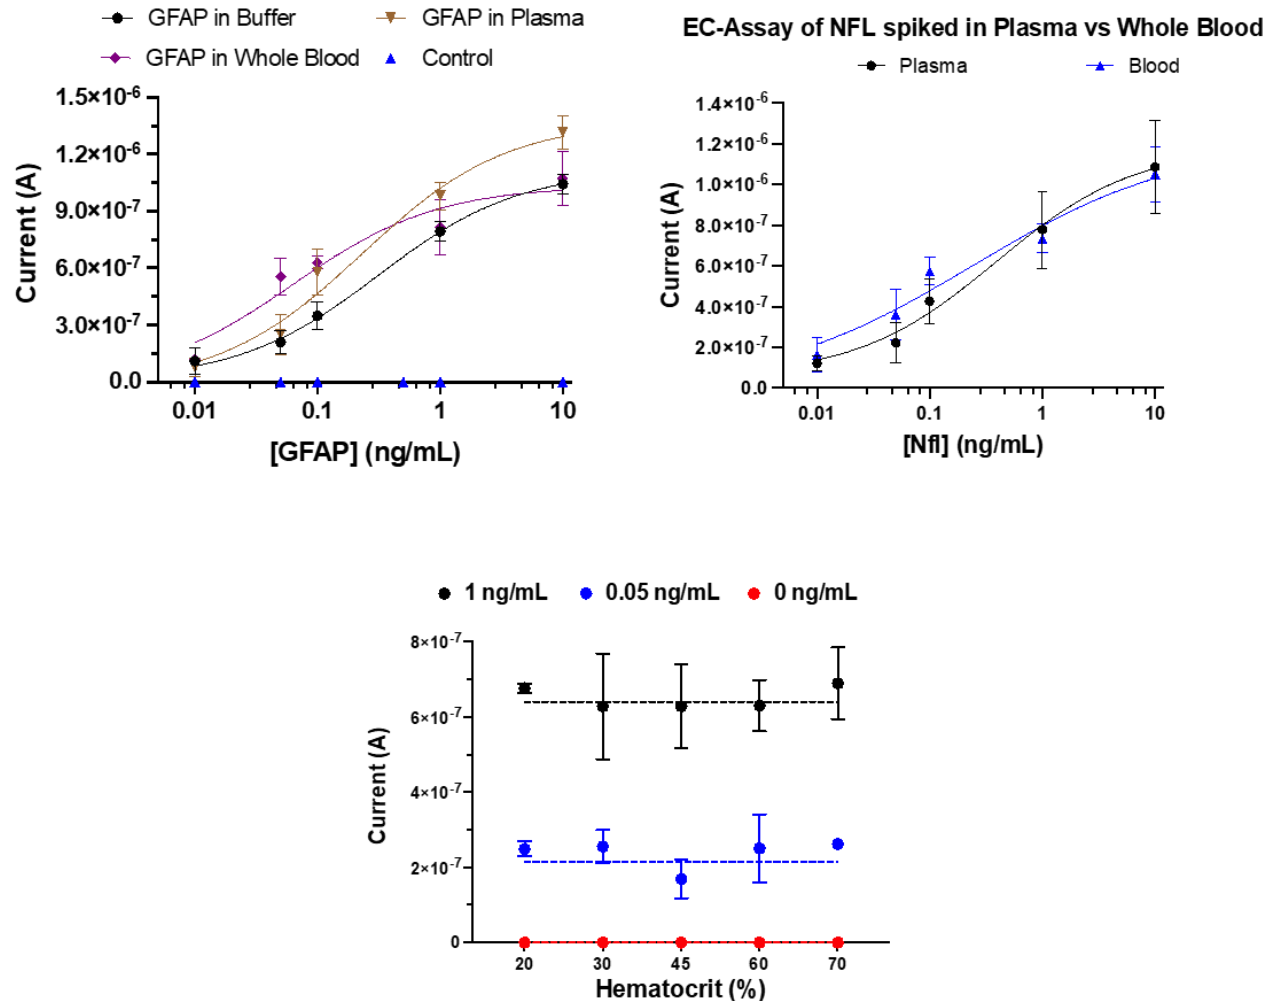 GFAP in Buffer GFAP in Plasma
GFAP in Whole Blood Control
1.5×10-6
1.2×10-6
9.0×10-7
6.0×10-7
3.0×10-7
0.0
Current (A)
0.01 0.1 1 10
[GFAP] (ng/mL)
EC-Assay of NFL spiked in Plasma vs Whole Blood
Plasma Blood
1.4×10-6
1.2×10-6
1.0×10-6
8.0×10-7
6.0×10-7
4.0×10-7
2.0×10-7
0.0
Current (A)
0.01 0.1 1 10
[Nfl] (ng/mL)
1 ng/mL 0.05 ng/mL 0 ng/mL
8×10-7
6×10-7
4×10-7
2×10-7
0
Current (A)
20 30 45 60 70
Hematocrit (%)